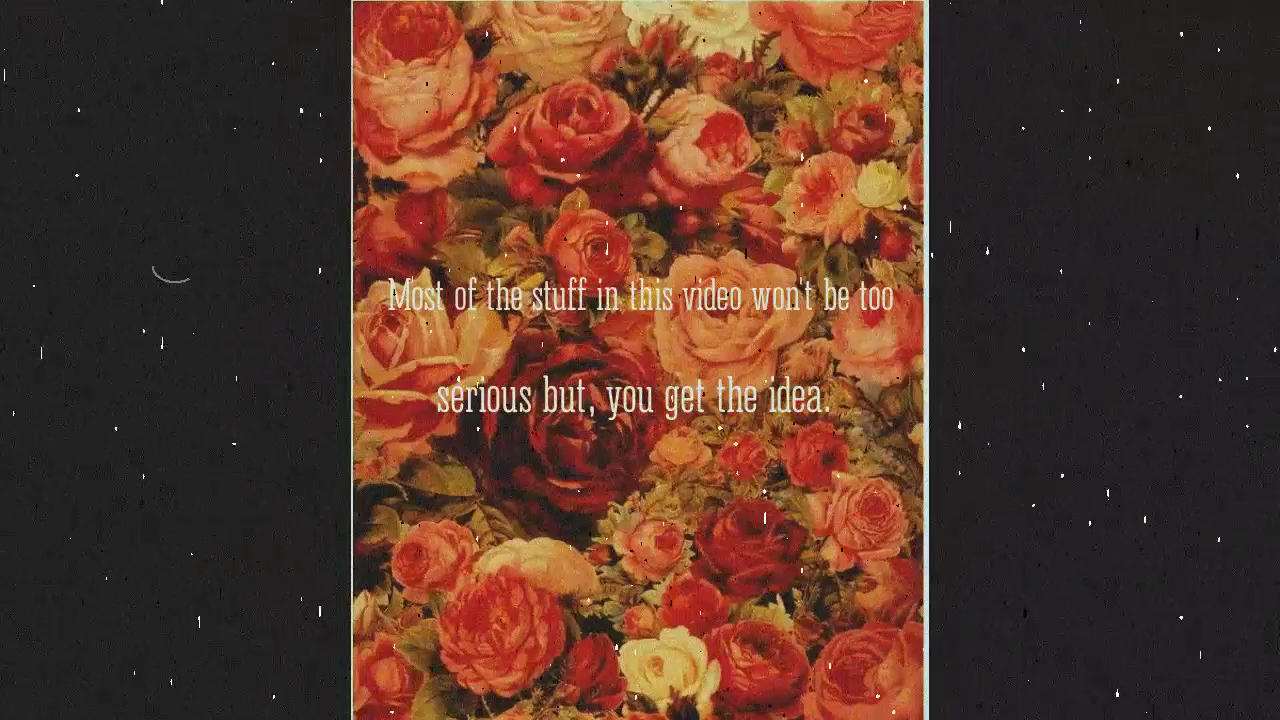 Most of the stuff in this video won't be too
serious but, you get the idea.